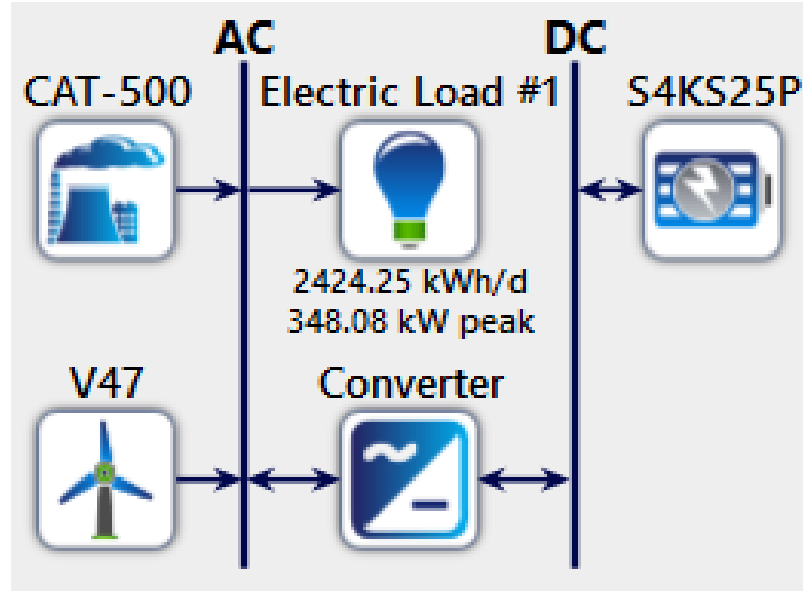 AC
DC
CAT-500
Electric Load #1
S4KS25P
2424.25 kWh/d
348.08 kW peak
V47
Converter